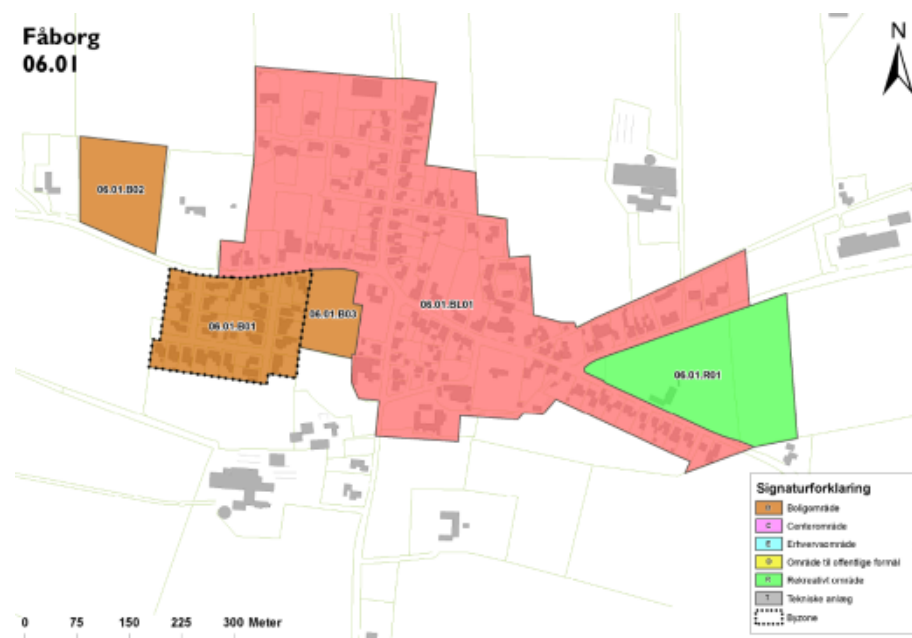 Fåborg
06.01
N
06.01.B02
06.01.BL01
06.01.B01
06.01.B03
06.01.R01
Signaturforklaring
B Boligområde
C Centerområde
E Erhvervsområde
O Område til offentlige formål
R Rekreativt område
T Tekniske anlæg
Byzone
0 75 150 225 300 Meter